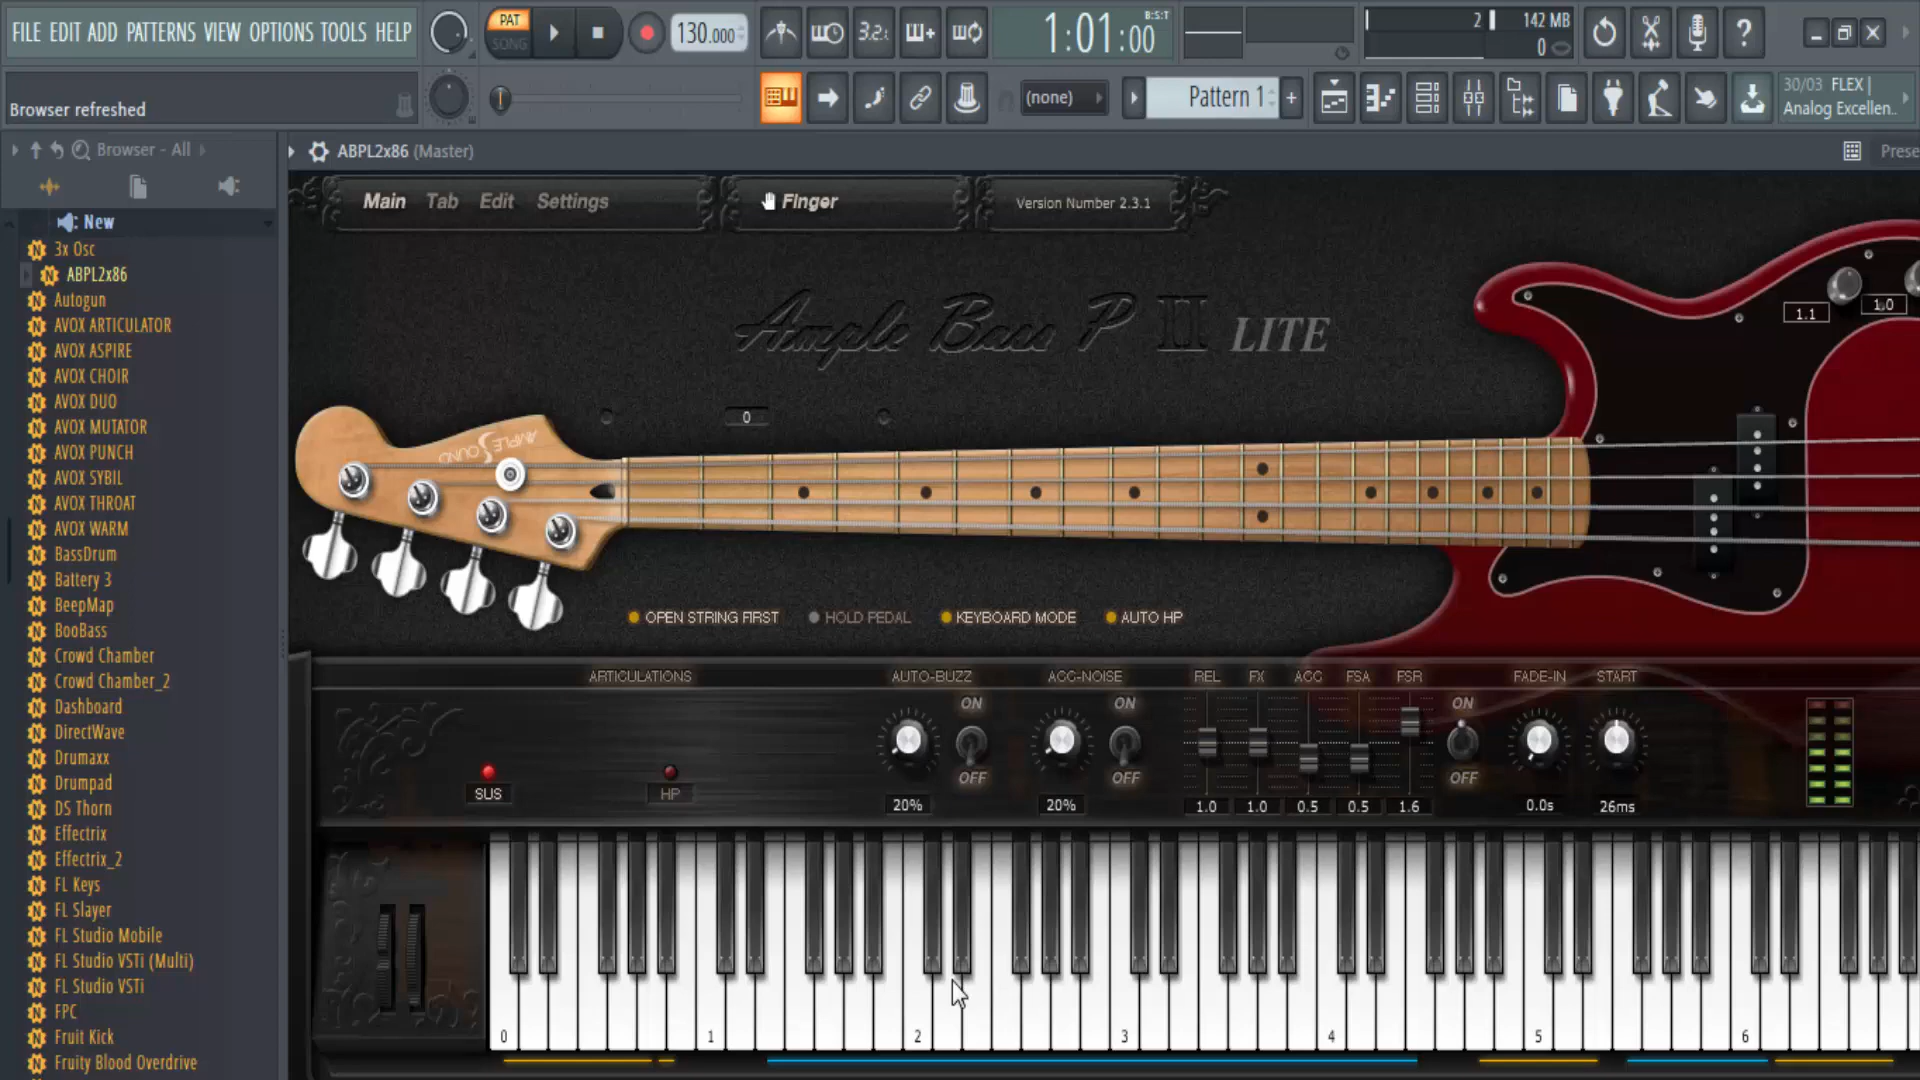 FILE EDIT ADD PATTERNS VIEW OPTIONS TOOLS HELP
PAT
SONG
130.000
3.2
1:01:00
B:S:T
2
142 MB
0
Browser refreshed
(none)
Pattern 1
30/03 FLEX |
Analog Excellen..
Browser - All
ABPL2x86 (Master)
Prese
New
3x Osc
ABPL2x86
Autogun
AVOX ARTICULATOR
AVOX ASPIRE
AVOX CHOIR
AVOX DUO
AVOX MUTATOR
AVOX PUNCH
AVOX SYBIL
AVOX THROAT
AVOX WARM
BassDrum
Battery 3
BeepMap
BooBass
Crowd Chamber
Crowd Chamber_2
Dashboard
DirectWave
Drumaxx
Drumpad
DS Thorn
Effectrix
Effectrix_2
FL Keys
FL Slayer
FL Studio Mobile
FL Studio VSTi (Multi)
FL Studio VSTi
FPC
Fruit Kick
Fruity Blood Overdrive
Main Tab Edit Settings
Finger
Version Number 2.3.1
Ample Bass P II LITE
1.1
1.0
0
AMPLE SOUND
OPEN STRING FIRST
HOLD PEDAL
KEYBOARD MODE
AUTO HP
ARTICULATIONS
AUTO-BUZZ
ACC-NOISE
REL FX ACC FSA FSR
FADE-IN
START
ON
ON
ON
OFF
OFF
OFF
SUS
HP
20%
20%
1.0 1.0 0.5 0.5 1.6
0.0s
26ms
0 1 2 3 4 5 6